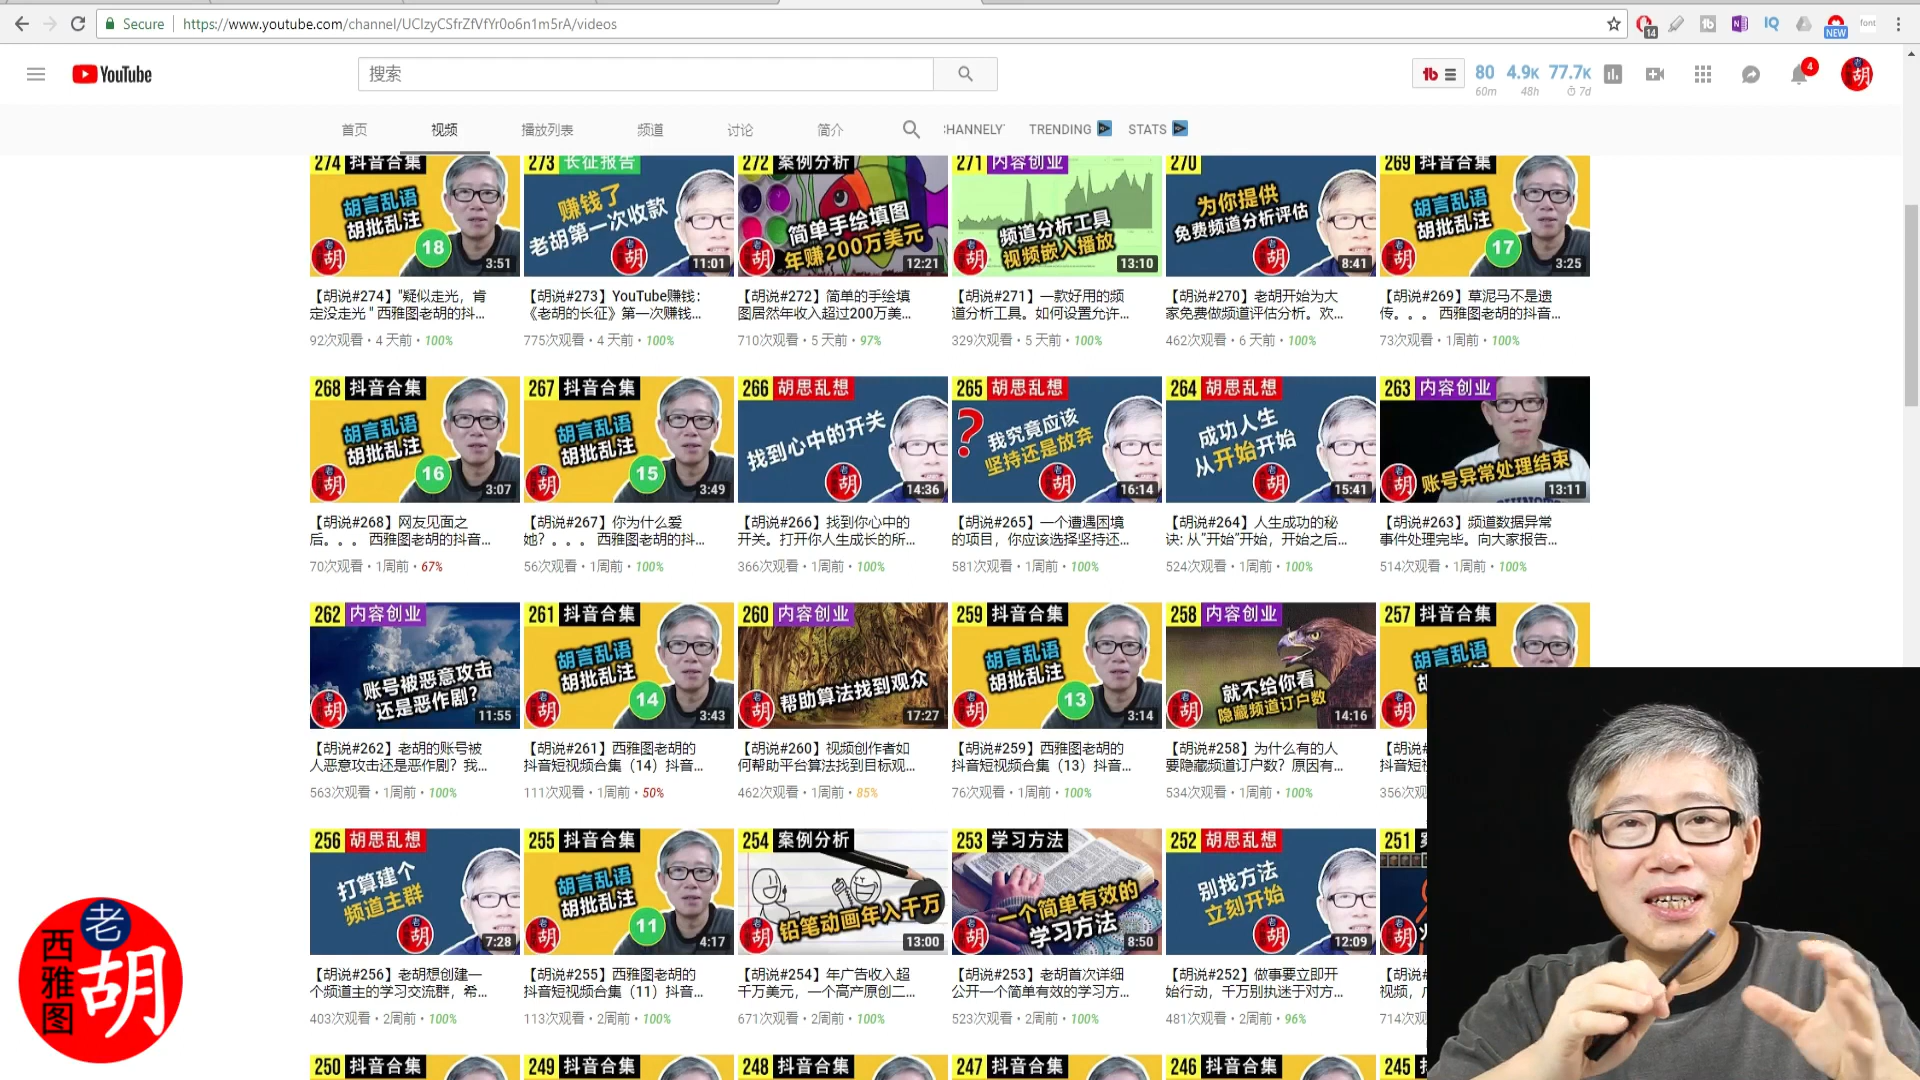 Secure
https://www.youtube.com/channel/UClzyCSfrZfVfYr0o6n1m5rA/videos
14
NEW
font
YouTube
搜索
80 4.9K 77.7K
60m 48h 7d
4
胡
首页 视频 播放列表 频道 讨论 简介 CHANNELY TRENDING STATS
274 抖音合集
胡言乱语
胡批乱注
18
3:51
273 长征报告
赚钱了
老胡第一次收款
11:01
272 案例分析
简单手绘填图
年赚200万美元
12:21
271 内容创业
频道分析工具
视频嵌入播放
13:10
270
为你提供
免费频道分析评估
8:41
269 抖音合集
胡言乱语
胡批乱注
17
3:25
【胡说#274】"疑似走光，肯
定没走光 " 西雅图老胡的抖...
92次观看 • 4 天前 • 100%
【胡说#273】YouTube赚钱：
《老胡的长征》第一次赚钱...
775次观看 • 4 天前 • 100%
【胡说#272】简单的手绘填
图居然年收入超过200万美...
710次观看 • 5 天前 • 97%
【胡说#271】一款好用的频
道分析工具。如何设置允许...
329次观看 • 5 天前 • 100%
【胡说#270】老胡开始为大
家免费做频道评估分析。欢...
462次观看 • 6 天前 • 100%
【胡说#269】草泥马不是遗
传。。。 西雅图老胡的抖音...
73次观看 • 1周前 • 100%
268 抖音合集
胡言乱语
胡批乱注
16
3:07
267 抖音合集
胡言乱语
胡批乱注
15
3:49
266 胡思乱想
找到心中的开关
14:36
265 胡思乱想
?
我究竟应该
坚持还是放弃
16:14
264 胡思乱想
成功人生
从开始开始
15:41
263 内容创业
账号异常处理结束
13:11
【胡说#268】网友见面之
后。。。 西雅图老胡的抖音...
70次观看 • 1周前 • 67%
【胡说#267】你为什么爱
她？。。。 西雅图老胡的抖...
56次观看 • 1周前 • 100%
【胡说#266】找到你心中的
开关。打开你人生成长的所...
366次观看 • 1周前 • 100%
【胡说#265】一个遭遇困境
的项目，你应该选择坚持还...
581次观看 • 1周前 • 100%
【胡说#264】人生成功的秘
诀: 从"开始"开始，开始之后...
524次观看 • 1周前 • 100%
【胡说#263】频道数据异常
事件处理完毕。向大家报告...
514次观看 • 1周前 • 100%
262 内容创业
账号被恶意攻击
还是恶作剧？
11:55
261 抖音合集
胡言乱语
胡批乱注
14
3:43
260 内容创业
帮助算法找到观众
17:27
259 抖音合集
胡言乱语
胡批乱注
13
3:14
258 内容创业
就不给你看
隐藏频道订户数
14:16
257 抖音合集
胡言乱语
【胡说#262】老胡的账号被
人恶意攻击还是恶作剧？我...
563次观看 • 1周前 • 100%
【胡说#261】西雅图老胡的
抖音短视频合集（14）抖音...
111次观看 • 1周前 • 50%
【胡说#260】视频创作者如
何帮助平台算法找到目标观...
462次观看 • 1周前 • 85%
【胡说#259】西雅图老胡的
抖音短视频合集（13）抖音...
76次观看 • 1周前 • 100%
【胡说#258】为什么有的人
要隐藏频道订户数？原因有...
534次观看 • 1周前 • 100%
【胡说#
抖音短
356次
256 胡思乱想
打算建个
频道主群
7:28
255 抖音合集
胡言乱语
胡批乱注
11
4:17
254 案例分析
铅笔动画年入千万
13:00
253 学习方法
一个简单有效的
学习方法
8:50
252 胡思乱想
别找方法
立刻开始
12:09
251
【胡说#256】老胡想创建一
个频道主的学习交流群，希...
403次观看 • 2周前 • 100%
【胡说#255】西雅图老胡的
抖音短视频合集（11）抖音...
113次观看 • 2周前 • 100%
【胡说#254】年广告收入超
千万美元，一个高产原创二...
671次观看 • 2周前 • 100%
【胡说#253】老胡首次详细
公开一个简单有效的学习方...
523次观看 • 2周前 • 100%
【胡说#252】做事要立即开
始行动，千万别执迷于对方...
481次观看 • 2周前 • 96%
【胡说#
视频，
714次
250 抖音合集
249 抖音合集
248 抖音合集
247 抖音合集
246 抖音合集
245
西雅图
老
胡